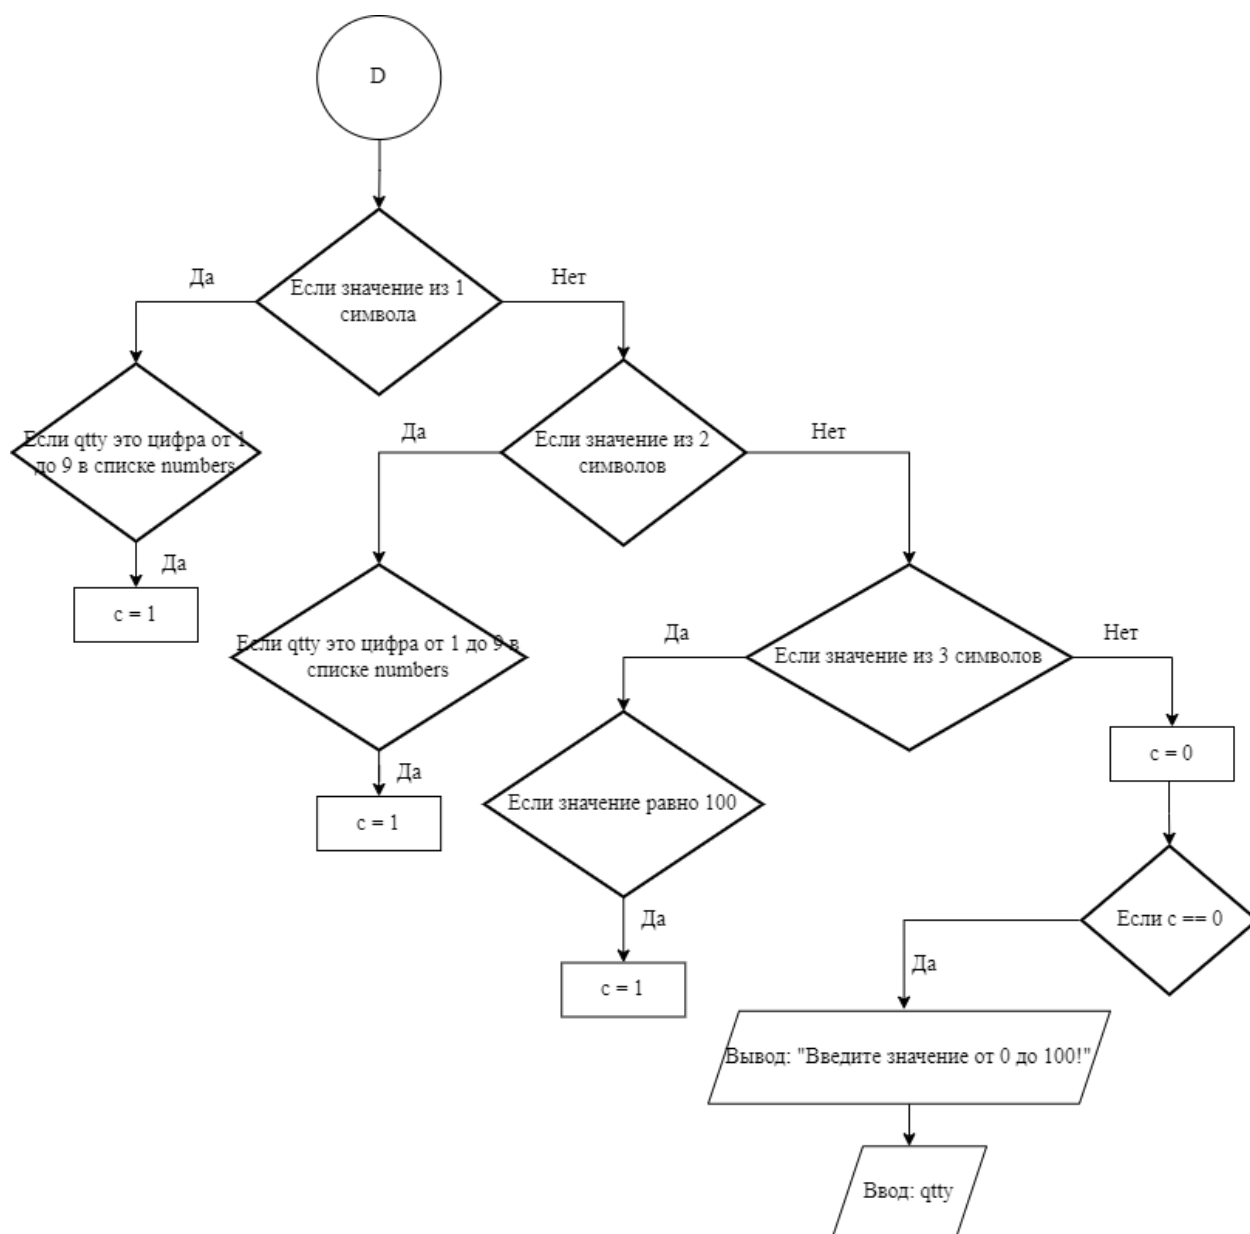 D
Да
Нет
Если значение из 1
символа
Да
Нет
Если qtty это цифра от 1
до 9 в списке numbers
Если значение из 2
символов
Да
c = 1
Да
Нет
Если qtty это цифра от 1 до 9 в
списке numbers
Если значение из 3 символов
c = 0
Да
Если значение равно 100
c = 1
Да
Если c == 0
Да
c = 1
Вывод: "Введите значение от 0 до 100!"
Ввод: qtty